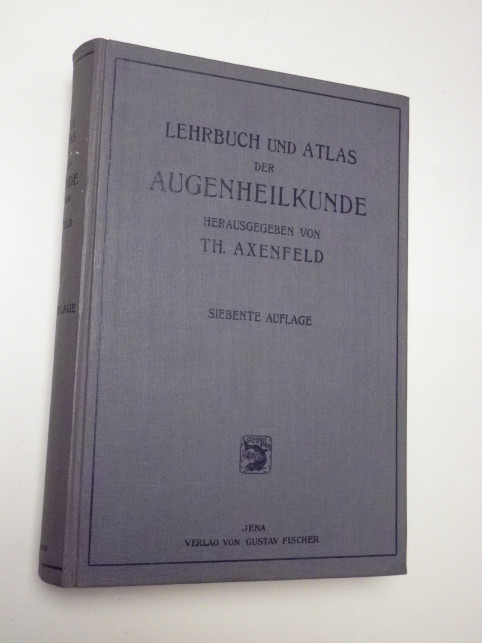 LEHRBUCH UND ATLAS
DER
AUGENHEILKUNDE
HERAUSGEGEBEN VON
TH. AXENFELD
SIEBENTE AUFLAGE
JENA
VERLAG VON GUSTAV FISCHER